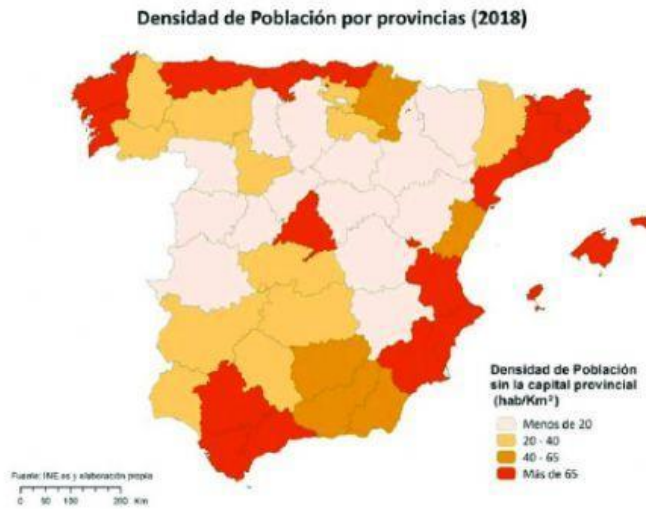 Densidad de Población por provincias (2018)
Densidad de Población
sin la capital provincial
(hab/Km²)
Menos de 20
20 - 40
40 - 65
Más de 65
Fuente: INE.es y elaboración propia
0 50 100 200 Km